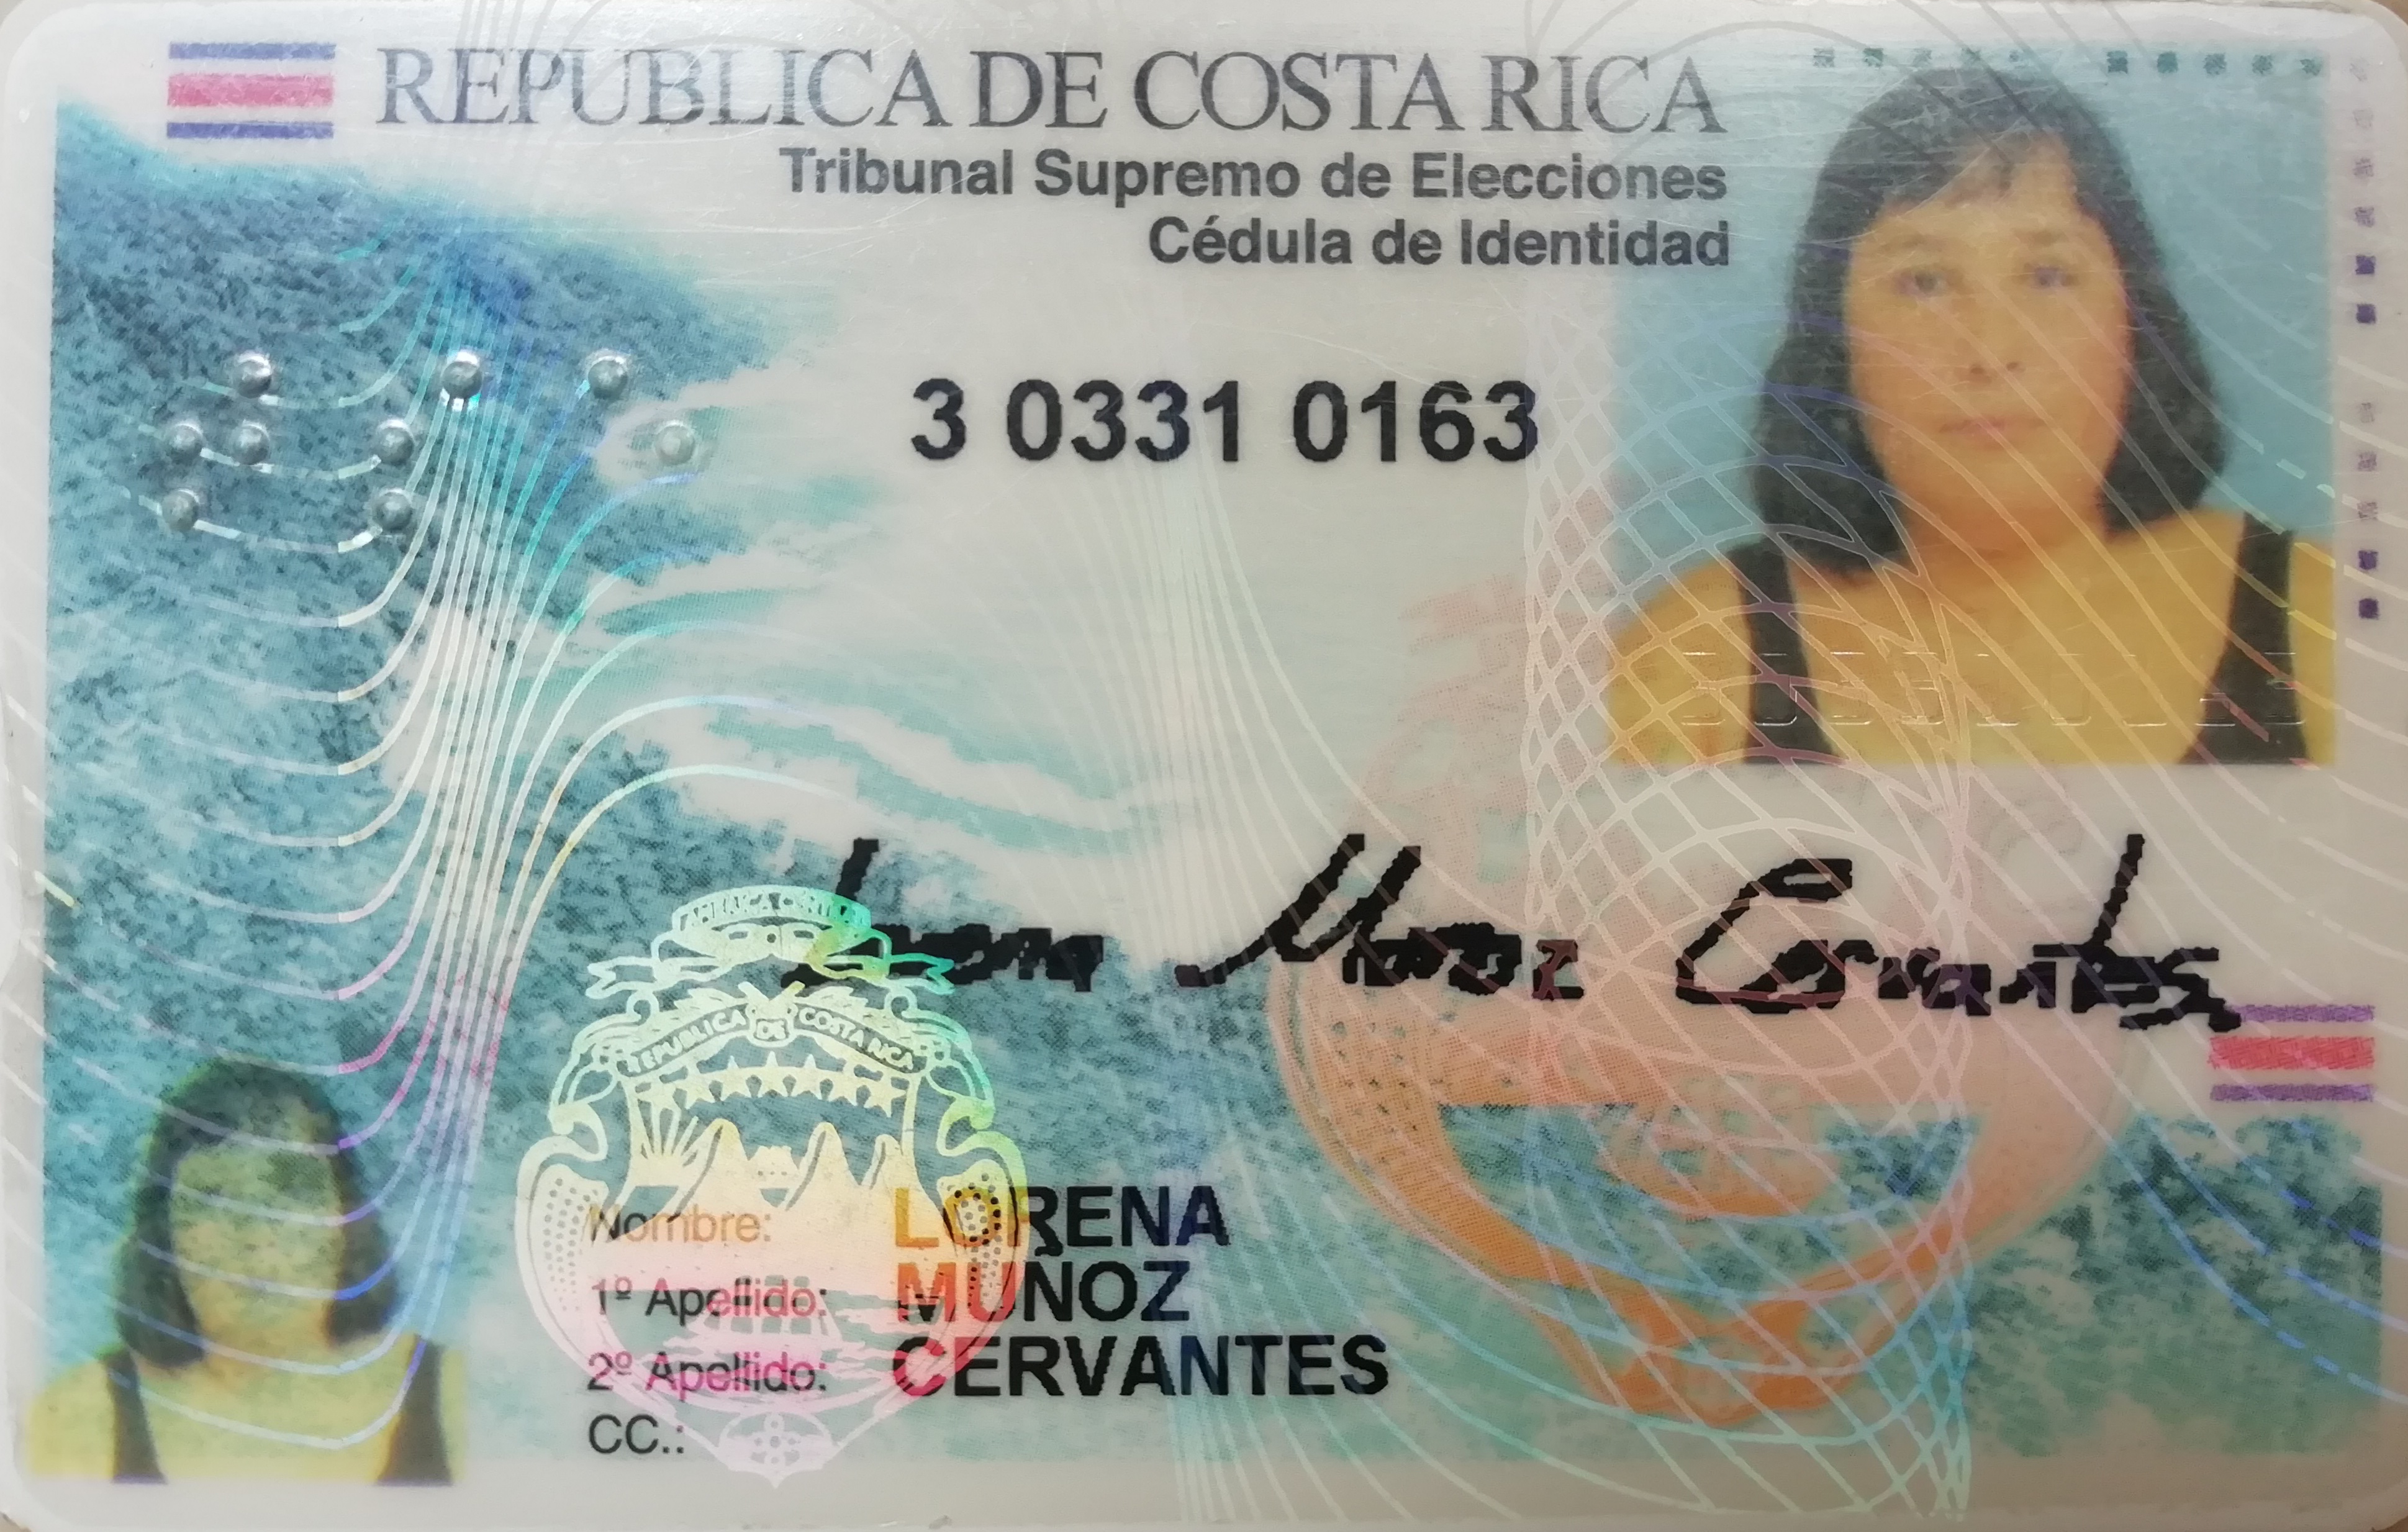 REPUBLICA DE COSTA RICA
Tribunal Supremo de Elecciones
Cédula de Identidad
3 0331 0163
Lorena Muñoz Cervantes
AMERICA CENTRAL
REPUBLICA DE COSTA RICA
Nombre: LORENA
1º Apellido: MUÑOZ
2º Apellido: CERVANTES
CC.: